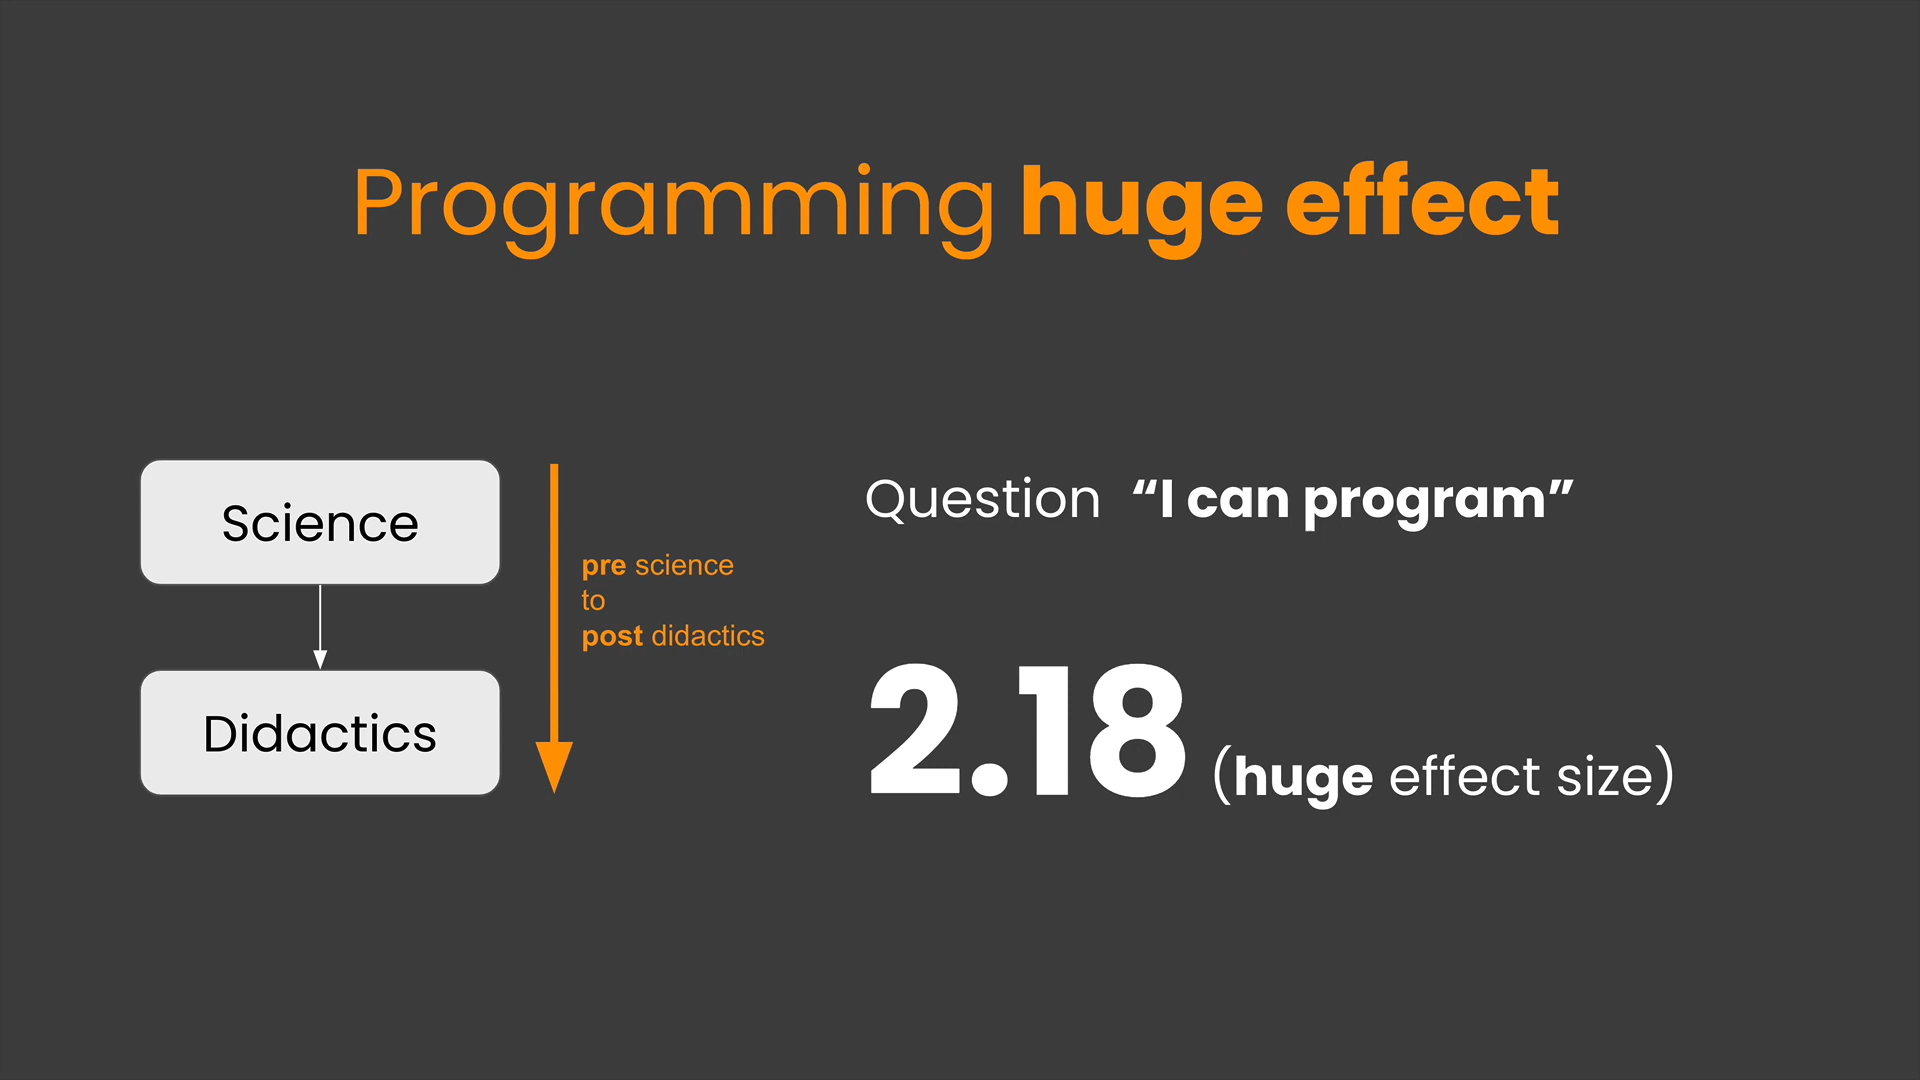 Programming huge effect
Science
Didactics
pre science
to
post didactics
Question “I can program”
2.18 (huge effect size)